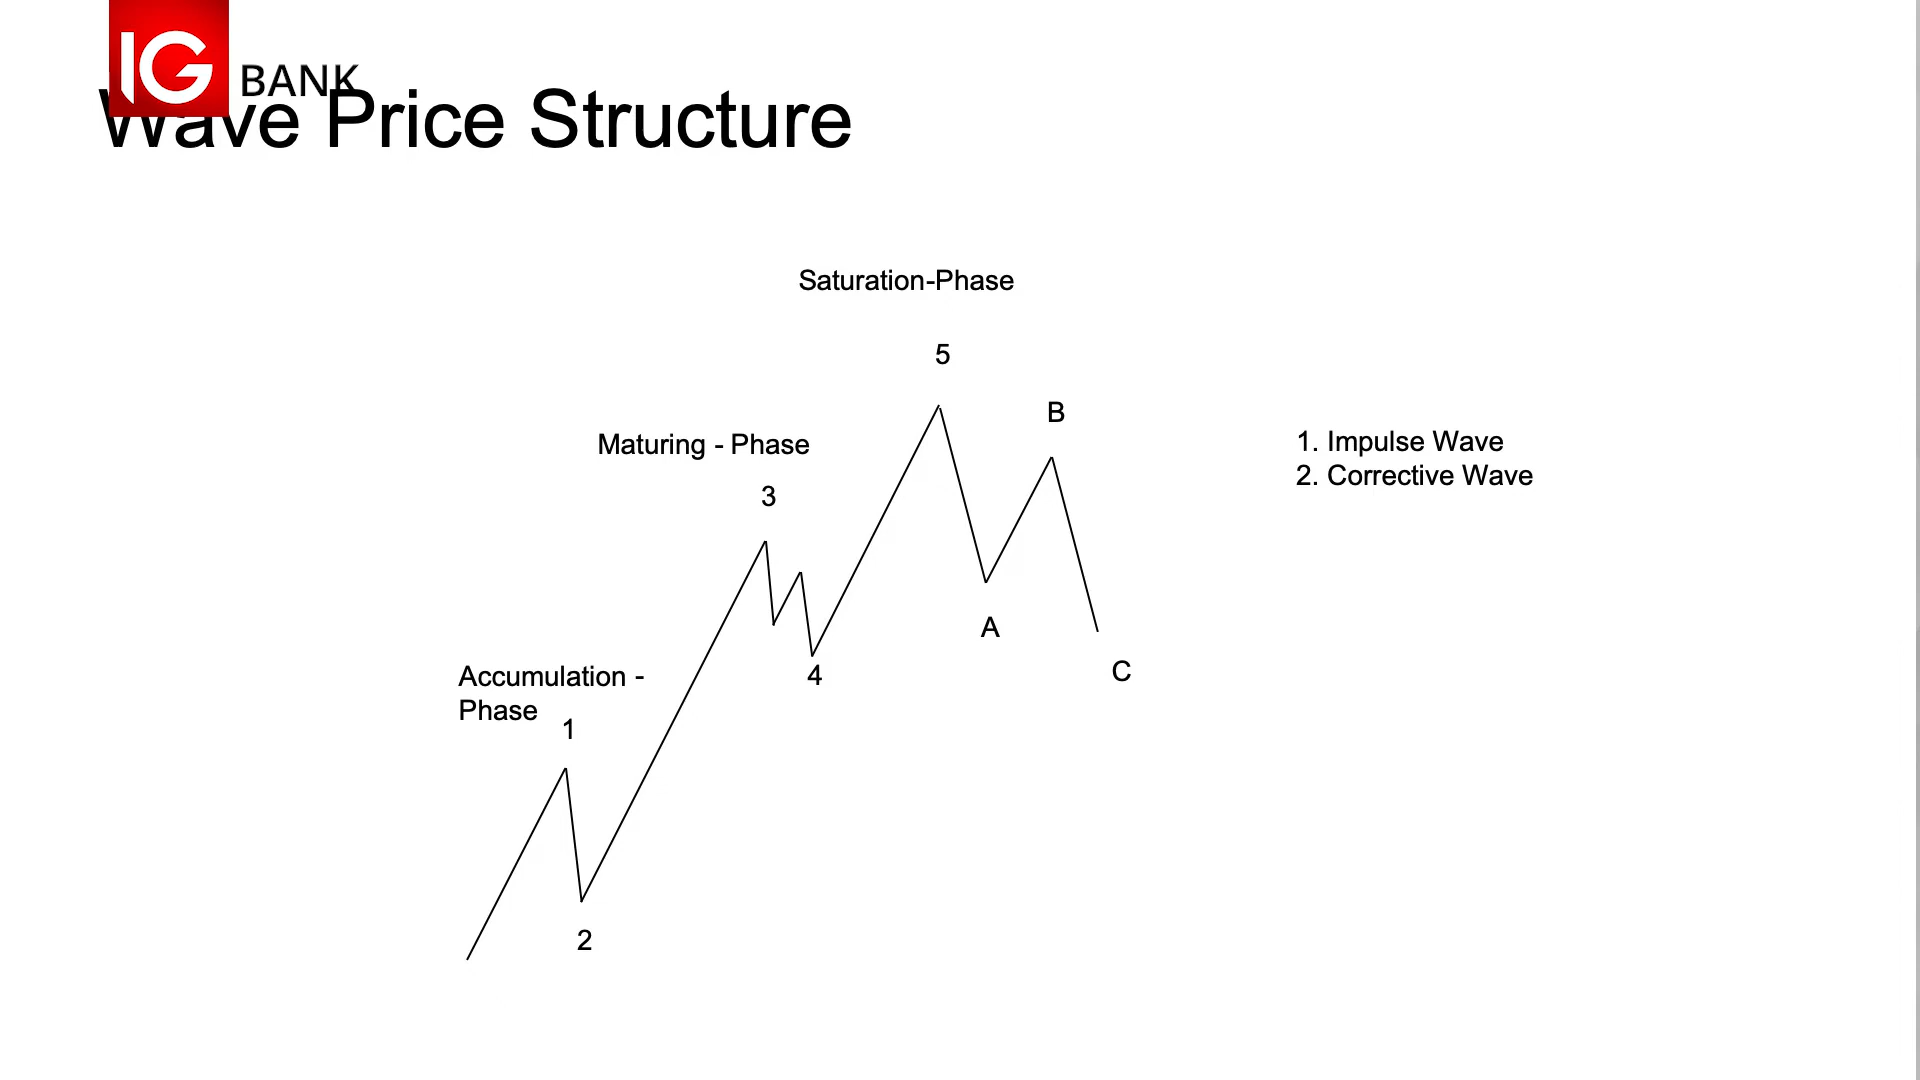 IG BANK
Wave Price Structure
Saturation-Phase
5
B
Maturing - Phase
1. Impulse Wave
2. Corrective Wave
3
A
4
C
Accumulation -
Phase
1
2